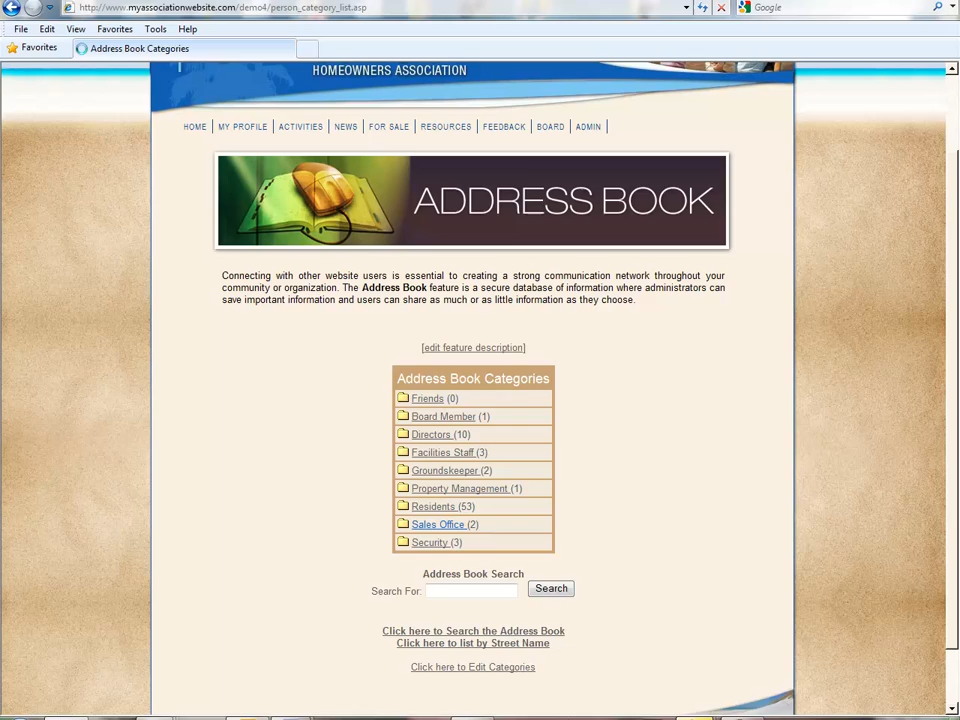 http://www.myassociationwebsite.com/demo4/person_category_list.asp
Google
File Edit View Favorites Tools Help
Favorites
Address Book Categories
HOMEOWNERS ASSOCIATION
HOME MY PROFILE ACTIVITIES NEWS FOR SALE RESOURCES FEEDBACK BOARD ADMIN
ADDRESS BOOK
Connecting with other website users is essential to creating a strong communication network throughout your
community or organization. The Address Book feature is a secure database of information where administrators can
save important information and users can share as much or as little information as they choose.
[edit feature description]
Address Book Categories
Friends (0)
Board Member (1)
Directors (10)
Facilities Staff (3)
Groundskeeper (2)
Property Management (1)
Residents (53)
Sales Office (2)
Security (3)
Address Book Search
Search For: Search
Click here to Search the Address Book
Click here to list by Street Name
Click here to Edit Categories